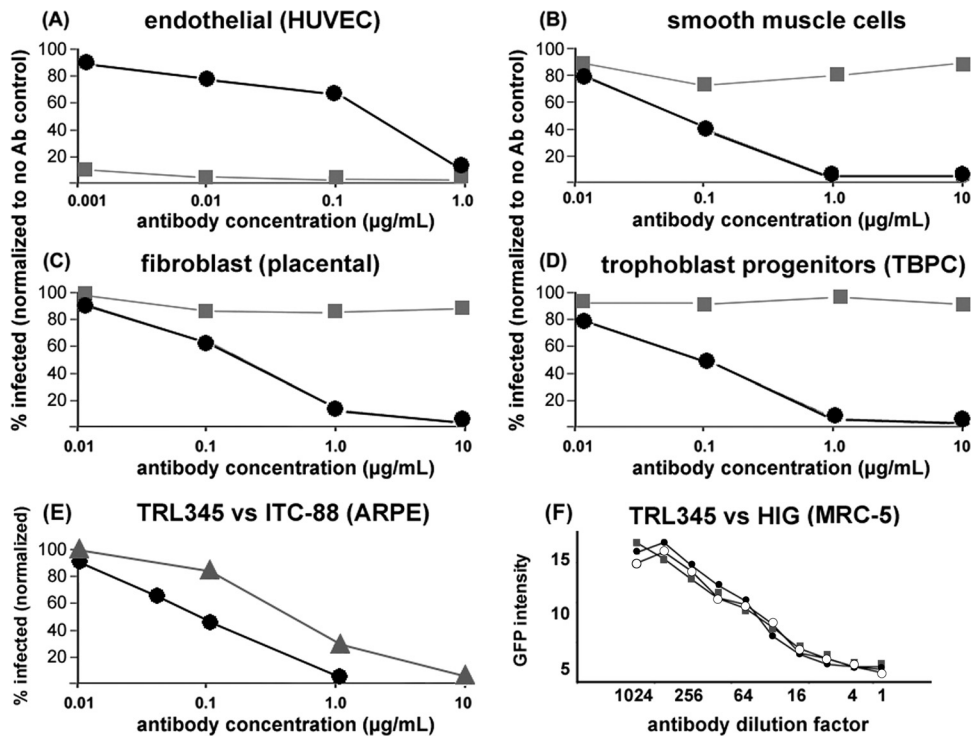 (A) endothelial (HUVEC)
% infected (normalized to no Ab control)
100
80
60
40
20
0.001 0.01 0.1 1.0
antibody concentration (µg/mL)
(B) smooth muscle cells
% infected (normalized to no Ab control)
100
80
60
40
20
0.01 0.1 1.0 10
antibody concentration (µg/mL)
(C) fibroblast (placental)
100
80
60
40
20
0.01 0.1 1.0 10
antibody concentration (µg/mL)
(D) trophoblast progenitors (TBPC)
100
80
60
40
20
0.01 0.1 1.0 10
antibody concentration (µg/mL)
(E) TRL345 vs ITC-88 (ARPE)
% infected (normalized)
100
80
60
40
20
0.01 0.1 1.0 10
antibody concentration (µg/mL)
(F) TRL345 vs HIG (MRC-5)
GFP intensity
15
10
5
1024 256 64 16 4 1
antibody dilution factor